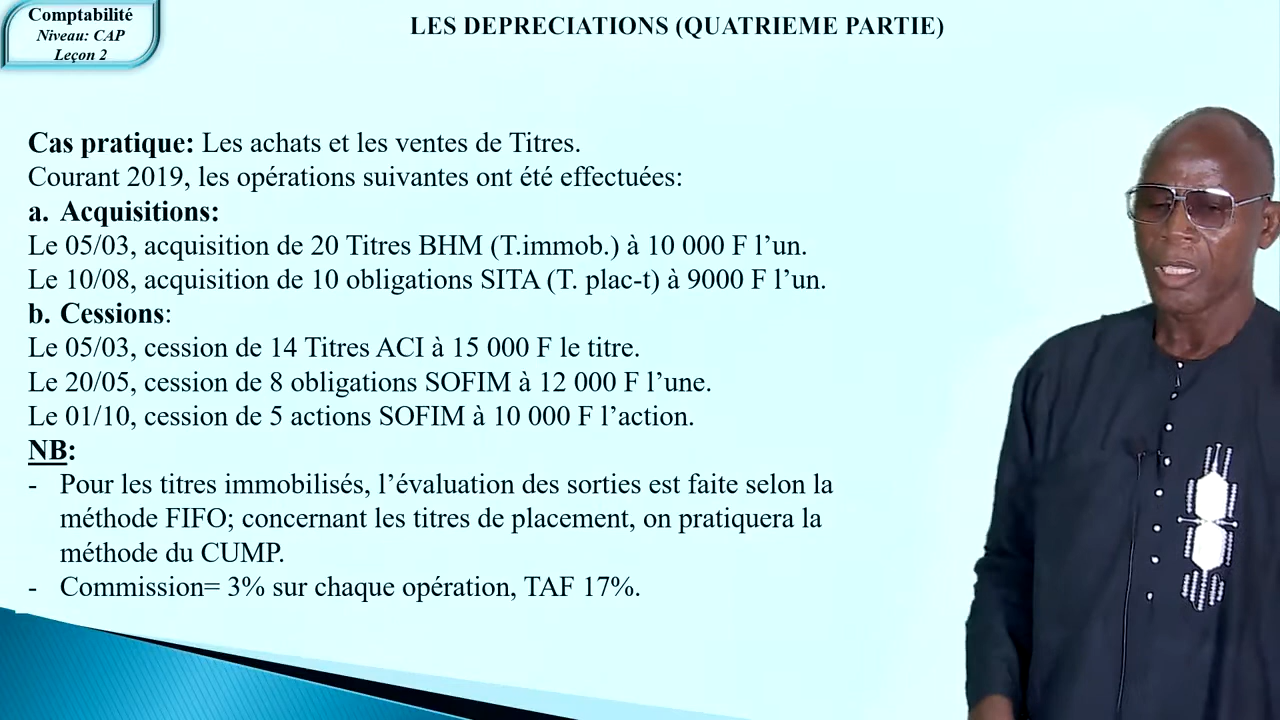 Comptabilité
Niveau: CAP
Leçon 2
LES DEPRECIATIONS (QUATRIEME PARTIE)
Cas pratique: Les achats et les ventes de Titres.
Courant 2019, les opérations suivantes ont été effectuées:
a. Acquisitions:
Le 05/03, acquisition de 20 Titres BHM (T.immob.) à 10 000 F l’un.
Le 10/08, acquisition de 10 obligations SITA (T. plac-t) à 9000 F l’un.
b. Cessions:
Le 05/03, cession de 14 Titres ACI à 15 000 F le titre.
Le 20/05, cession de 8 obligations SOFIM à 12 000 F l’une.
Le 01/10, cession de 5 actions SOFIM à 10 000 F l’action.
NB:
- Pour les titres immobilisés, l’évaluation des sorties est faite selon la
méthode FIFO; concernant les titres de placement, on pratiquera la
méthode du CUMP.
- Commission= 3% sur chaque opération, TAF 17%.